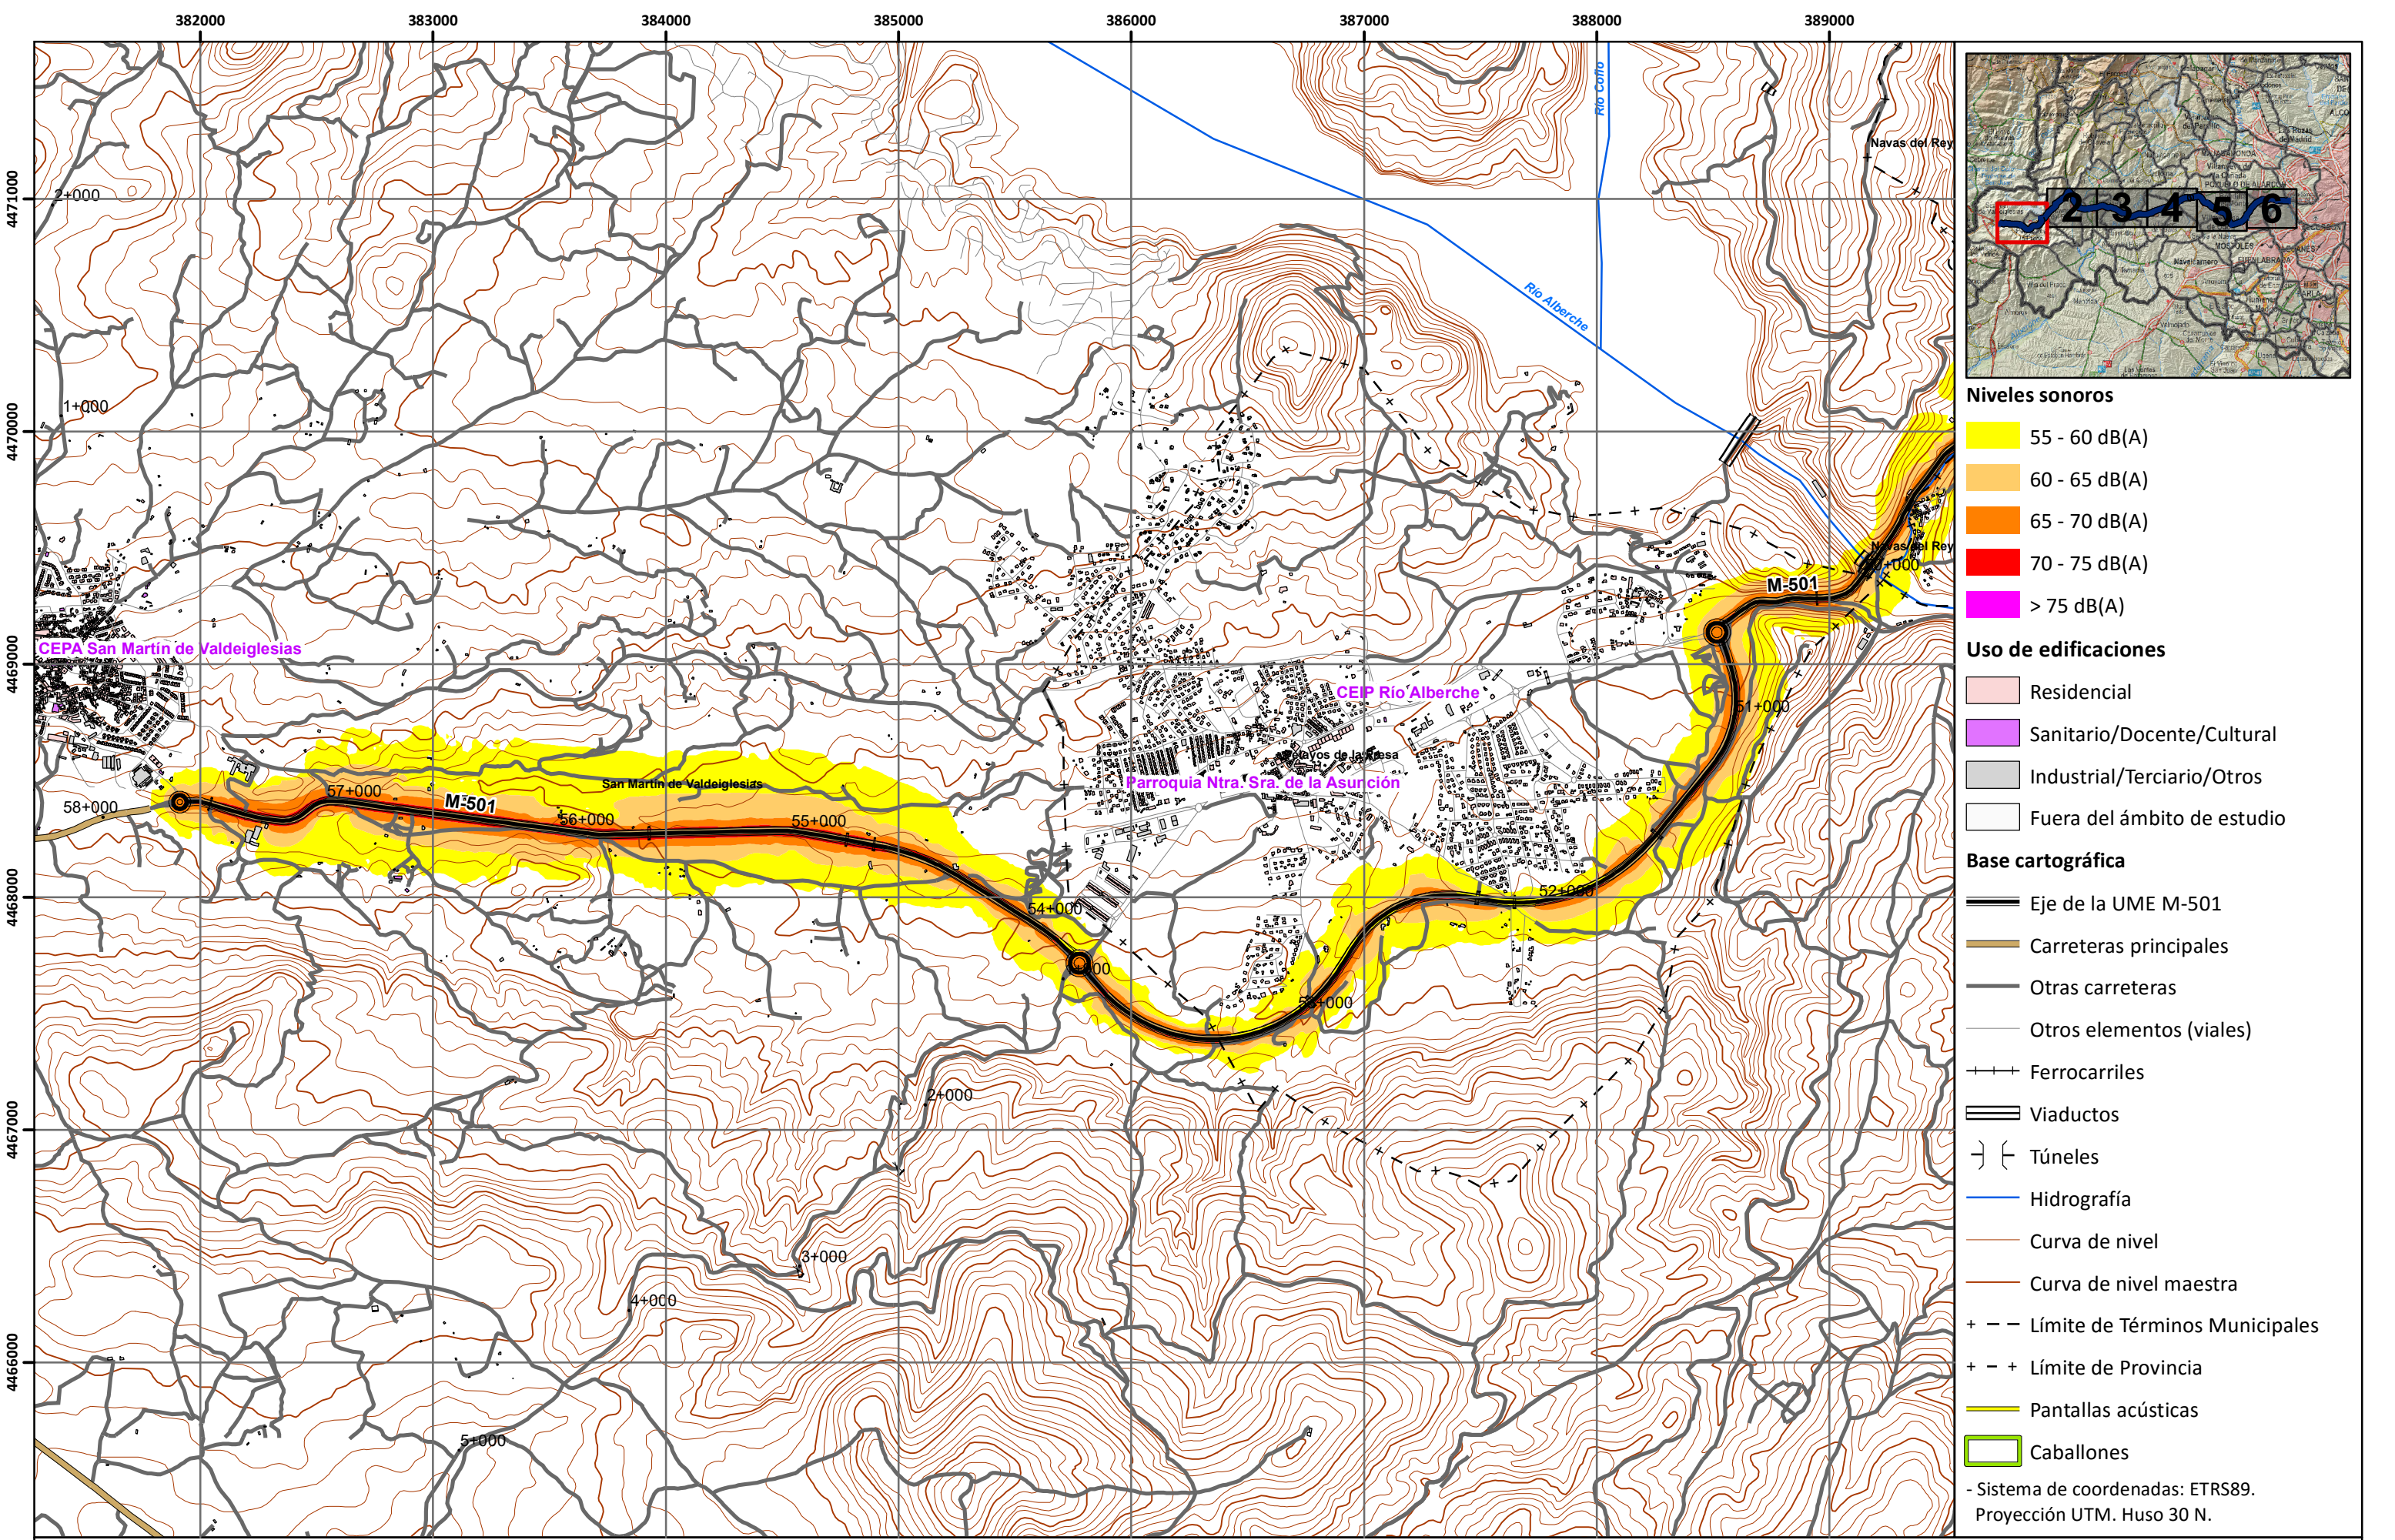 382000
383000
384000
385000
386000
387000
388000
389000
4471000
4470000
4469000
4468000
4467000
4466000
Río Cofio
Navas del Rey
2+000
Río Alberche
1+000
Navas del Rey
M-501
CEPA San Martín de Valdeiglesias
CEIP Río Alberche
51+000
Parroquia Ntra. Sra. de la Asunción
San Martín de Valdeiglesias
57+000
M-501
58+000
56+000
55+000
52+000
54+000
53+000
2+000
3+000
4+000
5+000
2
3
4
5
6
Niveles sonoros
55 - 60 dB(A)
60 - 65 dB(A)
65 - 70 dB(A)
70 - 75 dB(A)
> 75 dB(A)
Uso de edificaciones
Residencial
Sanitario/Docente/Cultural
Industrial/Terciario/Otros
Fuera del ámbito de estudio
Base cartográfica
Eje de la UME M-501
Carreteras principales
Otras carreteras
Otros elementos (viales)
Ferrocarriles
Viaductos
Túneles
Hidrografía
Curva de nivel
Curva de nivel maestra
Límite de Términos Municipales
Límite de Provincia
Pantallas acústicas
Caballones
- Sistema de coordenadas: ETRS89.
Proyección UTM. Huso 30 N.